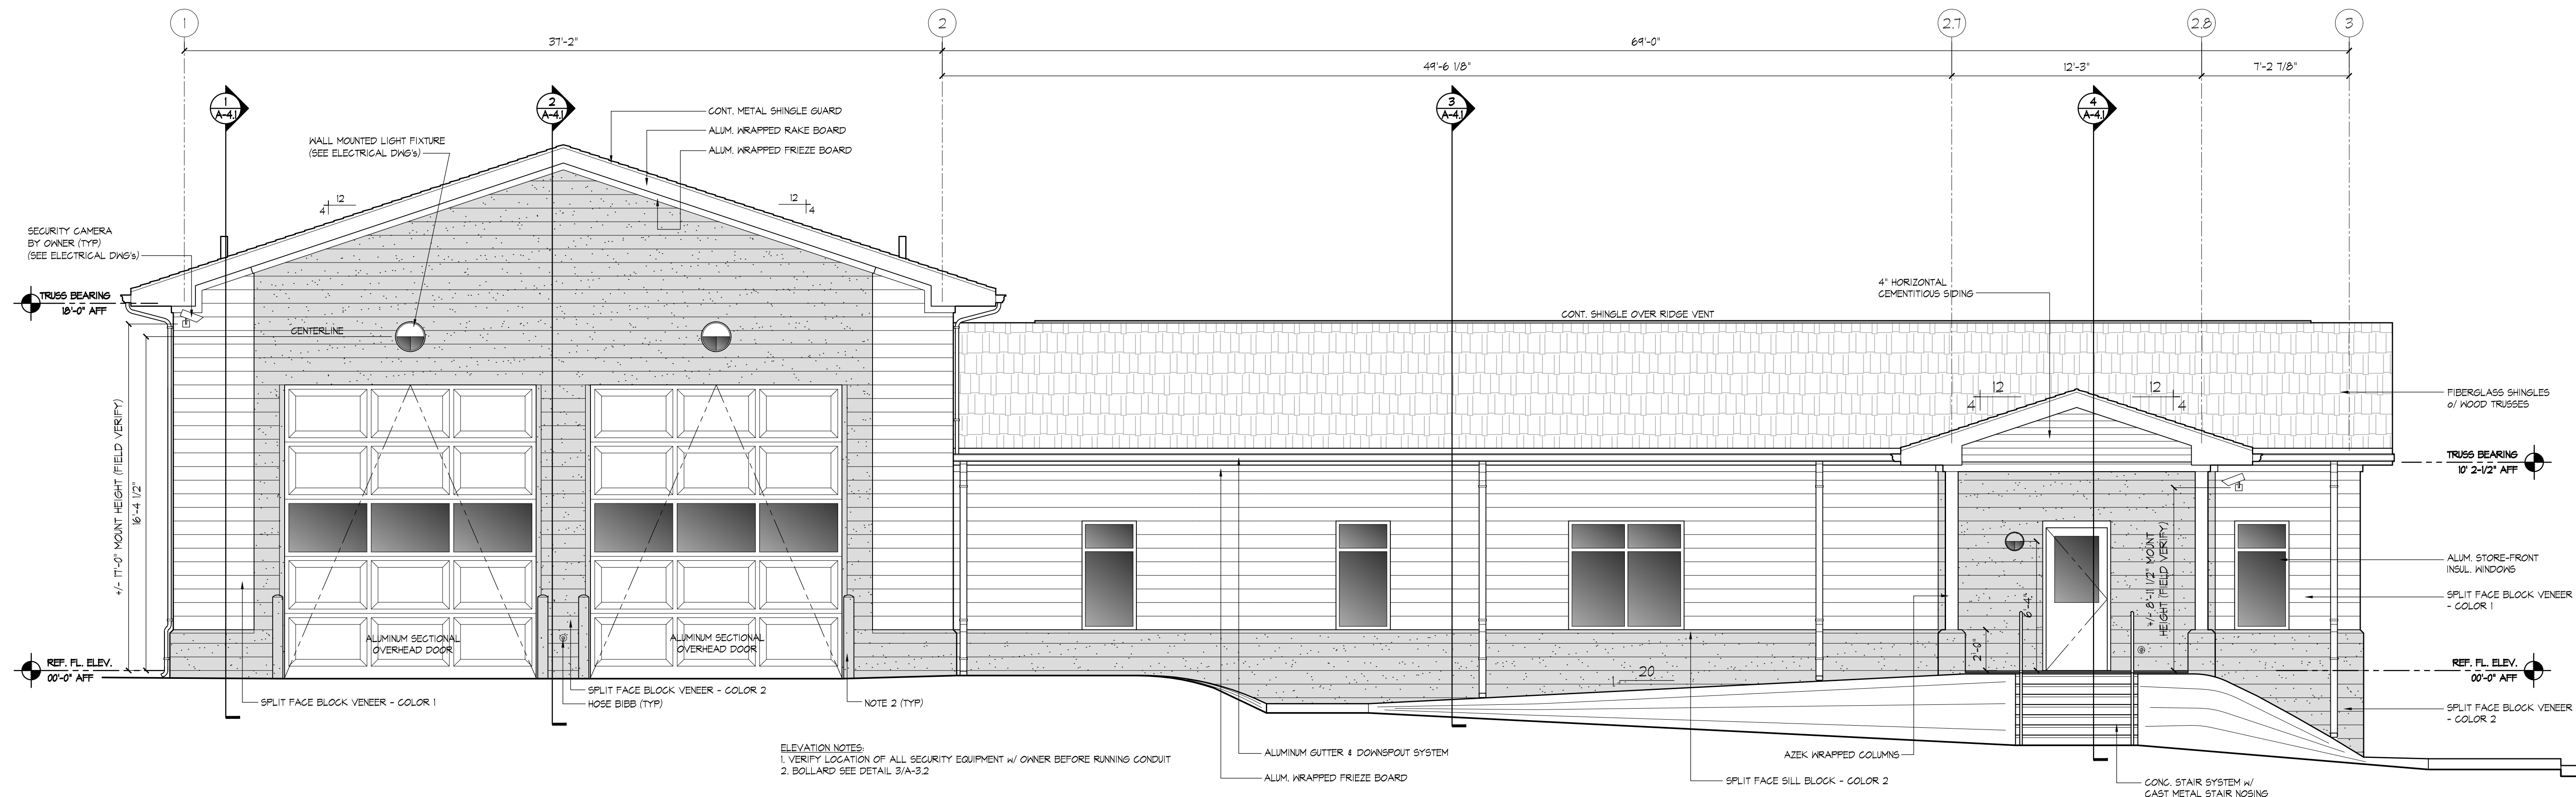 1
2
2.7
2.8
3
37'-2"
69'-0"
49'-6 1/8"
12'-3"
7'-2 7/8"
1
A-4.1
2
A-4.1
3
A-4.1
4
A-4.1
CONT. METAL SHINGLE GUARD
ALUM. WRAPPED RAKE BOARD
ALUM. WRAPPED FRIEZE BOARD
WALL MOUNTED LIGHT FIXTURE
(SEE ELECTRICAL DWG's)
12
4
12
4
SECURITY CAMERA
BY OWNER (TYP)
(SEE ELECTRICAL DWG's)
TRUSS BEARING
18'-0" AFF
CENTERLINE
4" HORIZONTAL
CEMENTITIOUS SIDING
CONT. SHINGLE OVER RIDGE VENT
12
4
12
4
FIBERGLASS SHINGLES
o/ WOOD TRUSSES
TRUSS BEARING
10' 2-1/2" AFF
+/- 17'-0" MOUNT HEIGHT (FIELD VERIFY)
16'-4 1/2"
ALUM. STORE-FRONT
INSUL. WINDOWS
SPLIT FACE BLOCK VENEER
- COLOR 1
+/- 8'-11 1/2" MOUNT
HEIGHT (FIELD VERIFY)
6'-4"
2'-0"
ALUMINUM SECTIONAL
OVERHEAD DOOR
ALUMINUM SECTIONAL
OVERHEAD DOOR
REF. FL. ELEV.
00'-0" AFF
REF. FL. ELEV.
00'-0" AFF
20
1
SPLIT FACE BLOCK VENEER - COLOR 1
SPLIT FACE BLOCK VENEER - COLOR 2
HOSE BIBB (TYP)
NOTE 2 (TYP)
SPLIT FACE BLOCK VENEER
- COLOR 2
ELEVATION NOTES:
1. VERIFY LOCATION OF ALL SECURITY EQUIPMENT w/ OWNER BEFORE RUNNING CONDUIT
2. BOLLARD SEE DETAIL 3/A-3.2
ALUMINUM GUTTER & DOWNSPOUT SYSTEM
ALUM. WRAPPED FRIEZE BOARD
AZEK WRAPPED COLUMNS
SPLIT FACE SILL BLOCK - COLOR 2
CONC. STAIR SYSTEM w/
CAST METAL STAIR NOSING